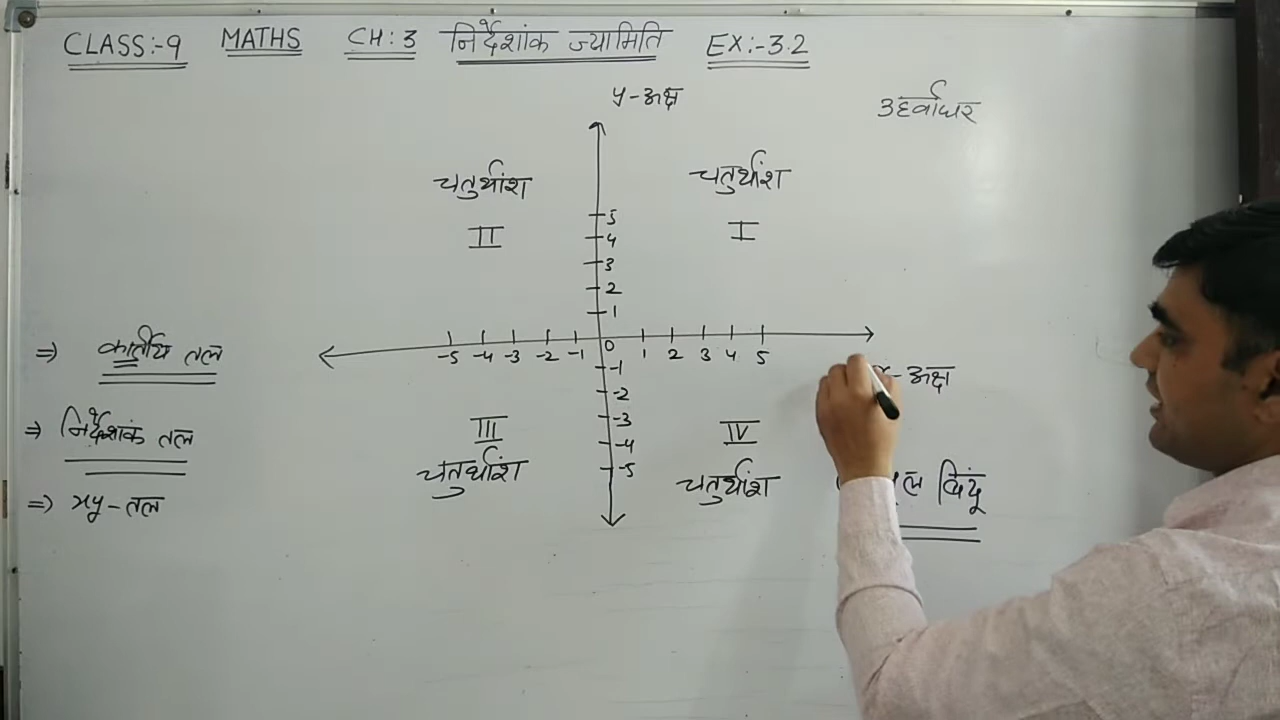 CLASS:-9 MATHS CH: 3 निर्देशांक ज्यामिति EX:-3.2
y-अक्ष
उर्ध्वाधर
चतुर्थांश
II
चतुर्थांश
I
5
4
3
2
1
-5 -4 -3 -2 -1 0 1 2 3 4 5
-1
-2
-3
-4
-5
x-अक्ष
⇒ कार्तीय तल
⇒ निर्देशांक तल
⇒ xy-तल
III
चतुर्थांश
IV
चतुर्थांश
बिंदू